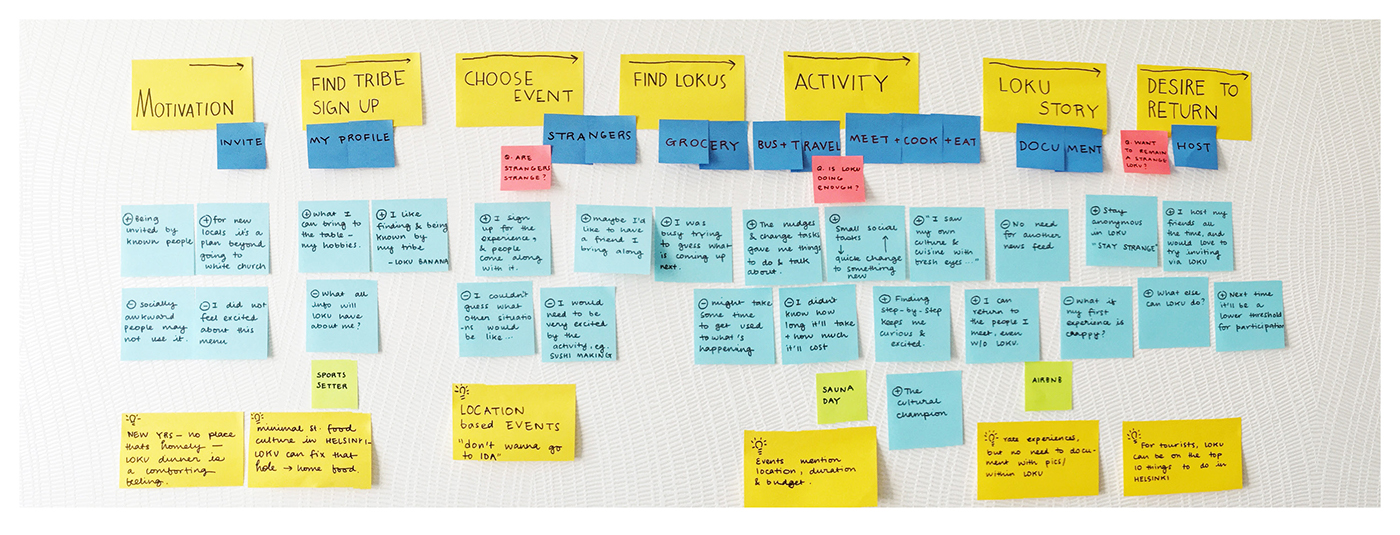 MOTIVATION
FIND TRIBE
SIGN UP
CHOOSE
EVENT
FIND LOKUS
ACTIVITY
LOKU
STORY
DESIRE TO
RETURN
INVITE
MY PROFILE
STRANGERS
GROCERY
BUS + TRAVEL
MEET + COOK + EAT
DOCUMENT
HOST
Q. ARE
STRANGERS
STRANGE?
Q. IS LOKU
DOING
ENOUGH?
Q. WANT
TO REMAIN
A STRANGE
LOKU?
+ Being
invited by
known people
+ for new
locals it's a
plan beyond
going to
white church
+ What I
can bring to
the table -
my hobbies.
+ I like
finding & being
known by
my tribe
- LOKU BANANA
+ I sign
up for the
experience,
& people
come along
with it.
+ maybe I'd
like to have
a friend I
bring along
+ I was
busy trying
to guess what
is coming up
next.
+ The nudges
& change tasks
gave me things
to do & talk
about.
+
Small social
tasks ↑
↓
quick change
to something
new
+ "I saw
my own
culture &
cuisine with
fresh eyes..."
- No need
for another
news feed
+ Stay
anonymous
in LOKU
"STAY STRANGE"
+ I host my
friends all
the time, and
would love to
try inviting
via LOKU
- Socially
awkward
people may
not use it.
- I did not
feel excited
about this
menu
- What all
info will
LOKU have
about me?
- I couldn't
guess what
other situatio
-ns would
be like...
- I would
need to be
very excited
by the
activity, eg.
SUSHI MAKING
- might take
some time
to get used
to what's
happening
- I didn't
know how
long it'll take
+ how much
it'll cost
+ Finding
step-by-step
keeps me
curious &
excited.
+ I can
return to
the people I
meet, even
w/o LOKU.
- What if
my first
experience is
crappy?
+ What else
can LOKU do?
+ Next time
it'll be a
lower threshold
for participation
SPORTS
SETTER
SAUNA
DAY
+ The
cultural
champion
AIRBNB
NEW YRS - no place
thats homely -
LOKU dinner is
a comforting
feeling.
minimal st. food
culture in HELSINKI -
LOKU can fix that
hole → home food.
LOCATION
based EVENTS
"don't wanna go
to IDA"
Events mention
location, duration
& budget.
rate experiences,
but no need to docu-
ment with pics/
within LOKU
For tourists, LOKU
can be on the top
10 things to do in
HELSINKI